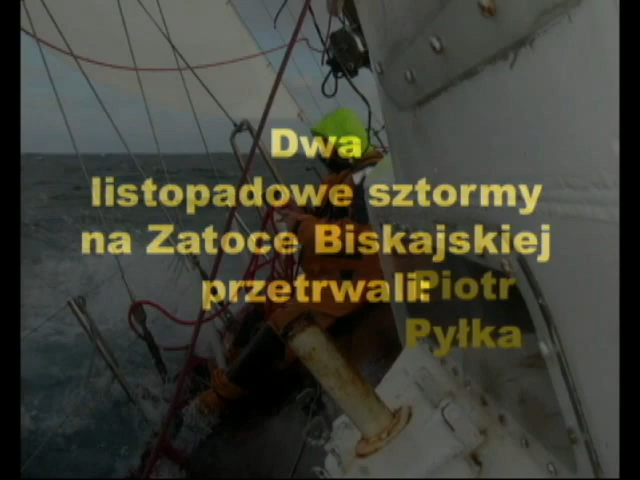 Dwa
listopadowe sztormy
na Zatoce Biskajskiej
przetrwali:
Piotr
Pyłka